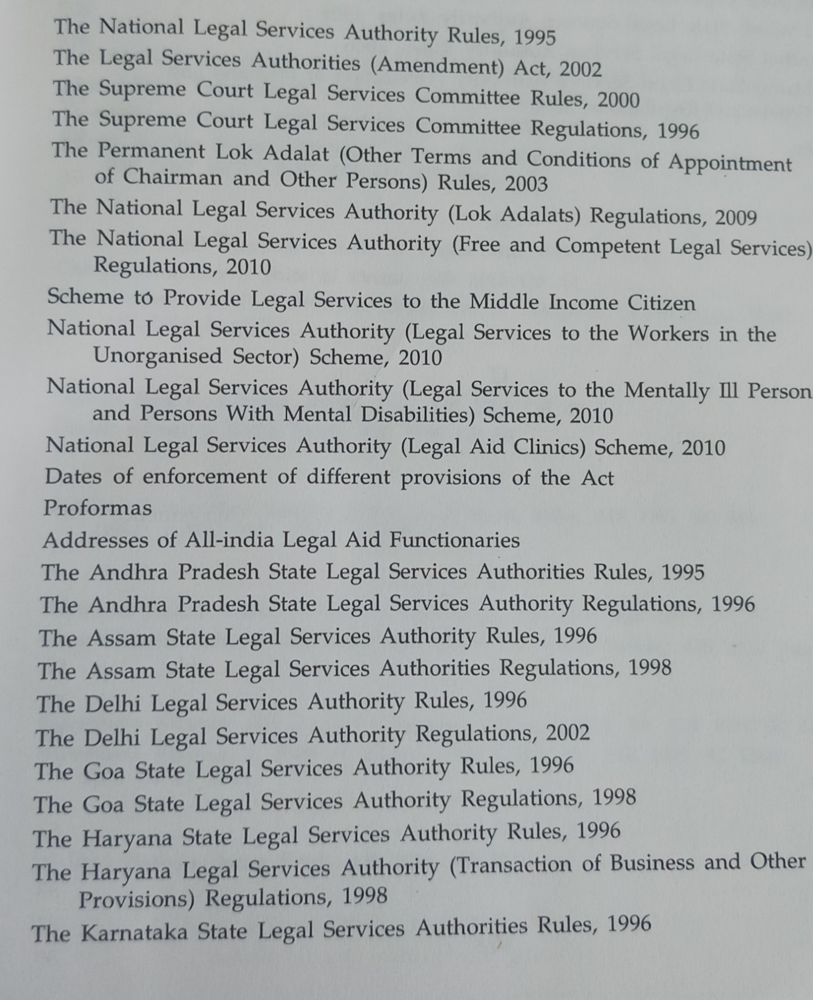 The National Legal Services Authority Rules, 1995
The Legal Services Authorities (Amendment) Act, 2002
The Supreme Court Legal Services Committee Rules, 2000
The Supreme Court Legal Services Committee Regulations, 1996
The Permanent Lok Adalat (Other Terms and Conditions of Appointment
of Chairman and Other Persons) Rules, 2003
The National Legal Services Authority (Lok Adalats) Regulations, 2009
The National Legal Services Authority (Free and Competent Legal Services)
Regulations, 2010
Scheme to Provide Legal Services to the Middle Income Citizen
National Legal Services Authority (Legal Services to the Workers in the
Unorganised Sector) Scheme, 2010
National Legal Services Authority (Legal Services to the Mentally Ill Person
and Persons With Mental Disabilities) Scheme, 2010
National Legal Services Authority (Legal Aid Clinics) Scheme, 2010
Dates of enforcement of different provisions of the Act
Proformas
Addresses of All-india Legal Aid Functionaries
The Andhra Pradesh State Legal Services Authorities Rules, 1995
The Andhra Pradesh State Legal Services Authority Regulations, 1996
The Assam State Legal Services Authority Rules, 1996
The Assam State Legal Services Authorities Regulations, 1998
The Delhi Legal Services Authority Rules, 1996
The Delhi Legal Services Authority Regulations, 2002
The Goa State Legal Services Authority Rules, 1996
The Goa State Legal Services Authority Regulations, 1998
The Haryana State Legal Services Authority Rules, 1996
The Haryana Legal Services Authority (Transaction of Business and Other
Provisions) Regulations, 1998
The Karnataka State Legal Services Authorities Rules, 1996